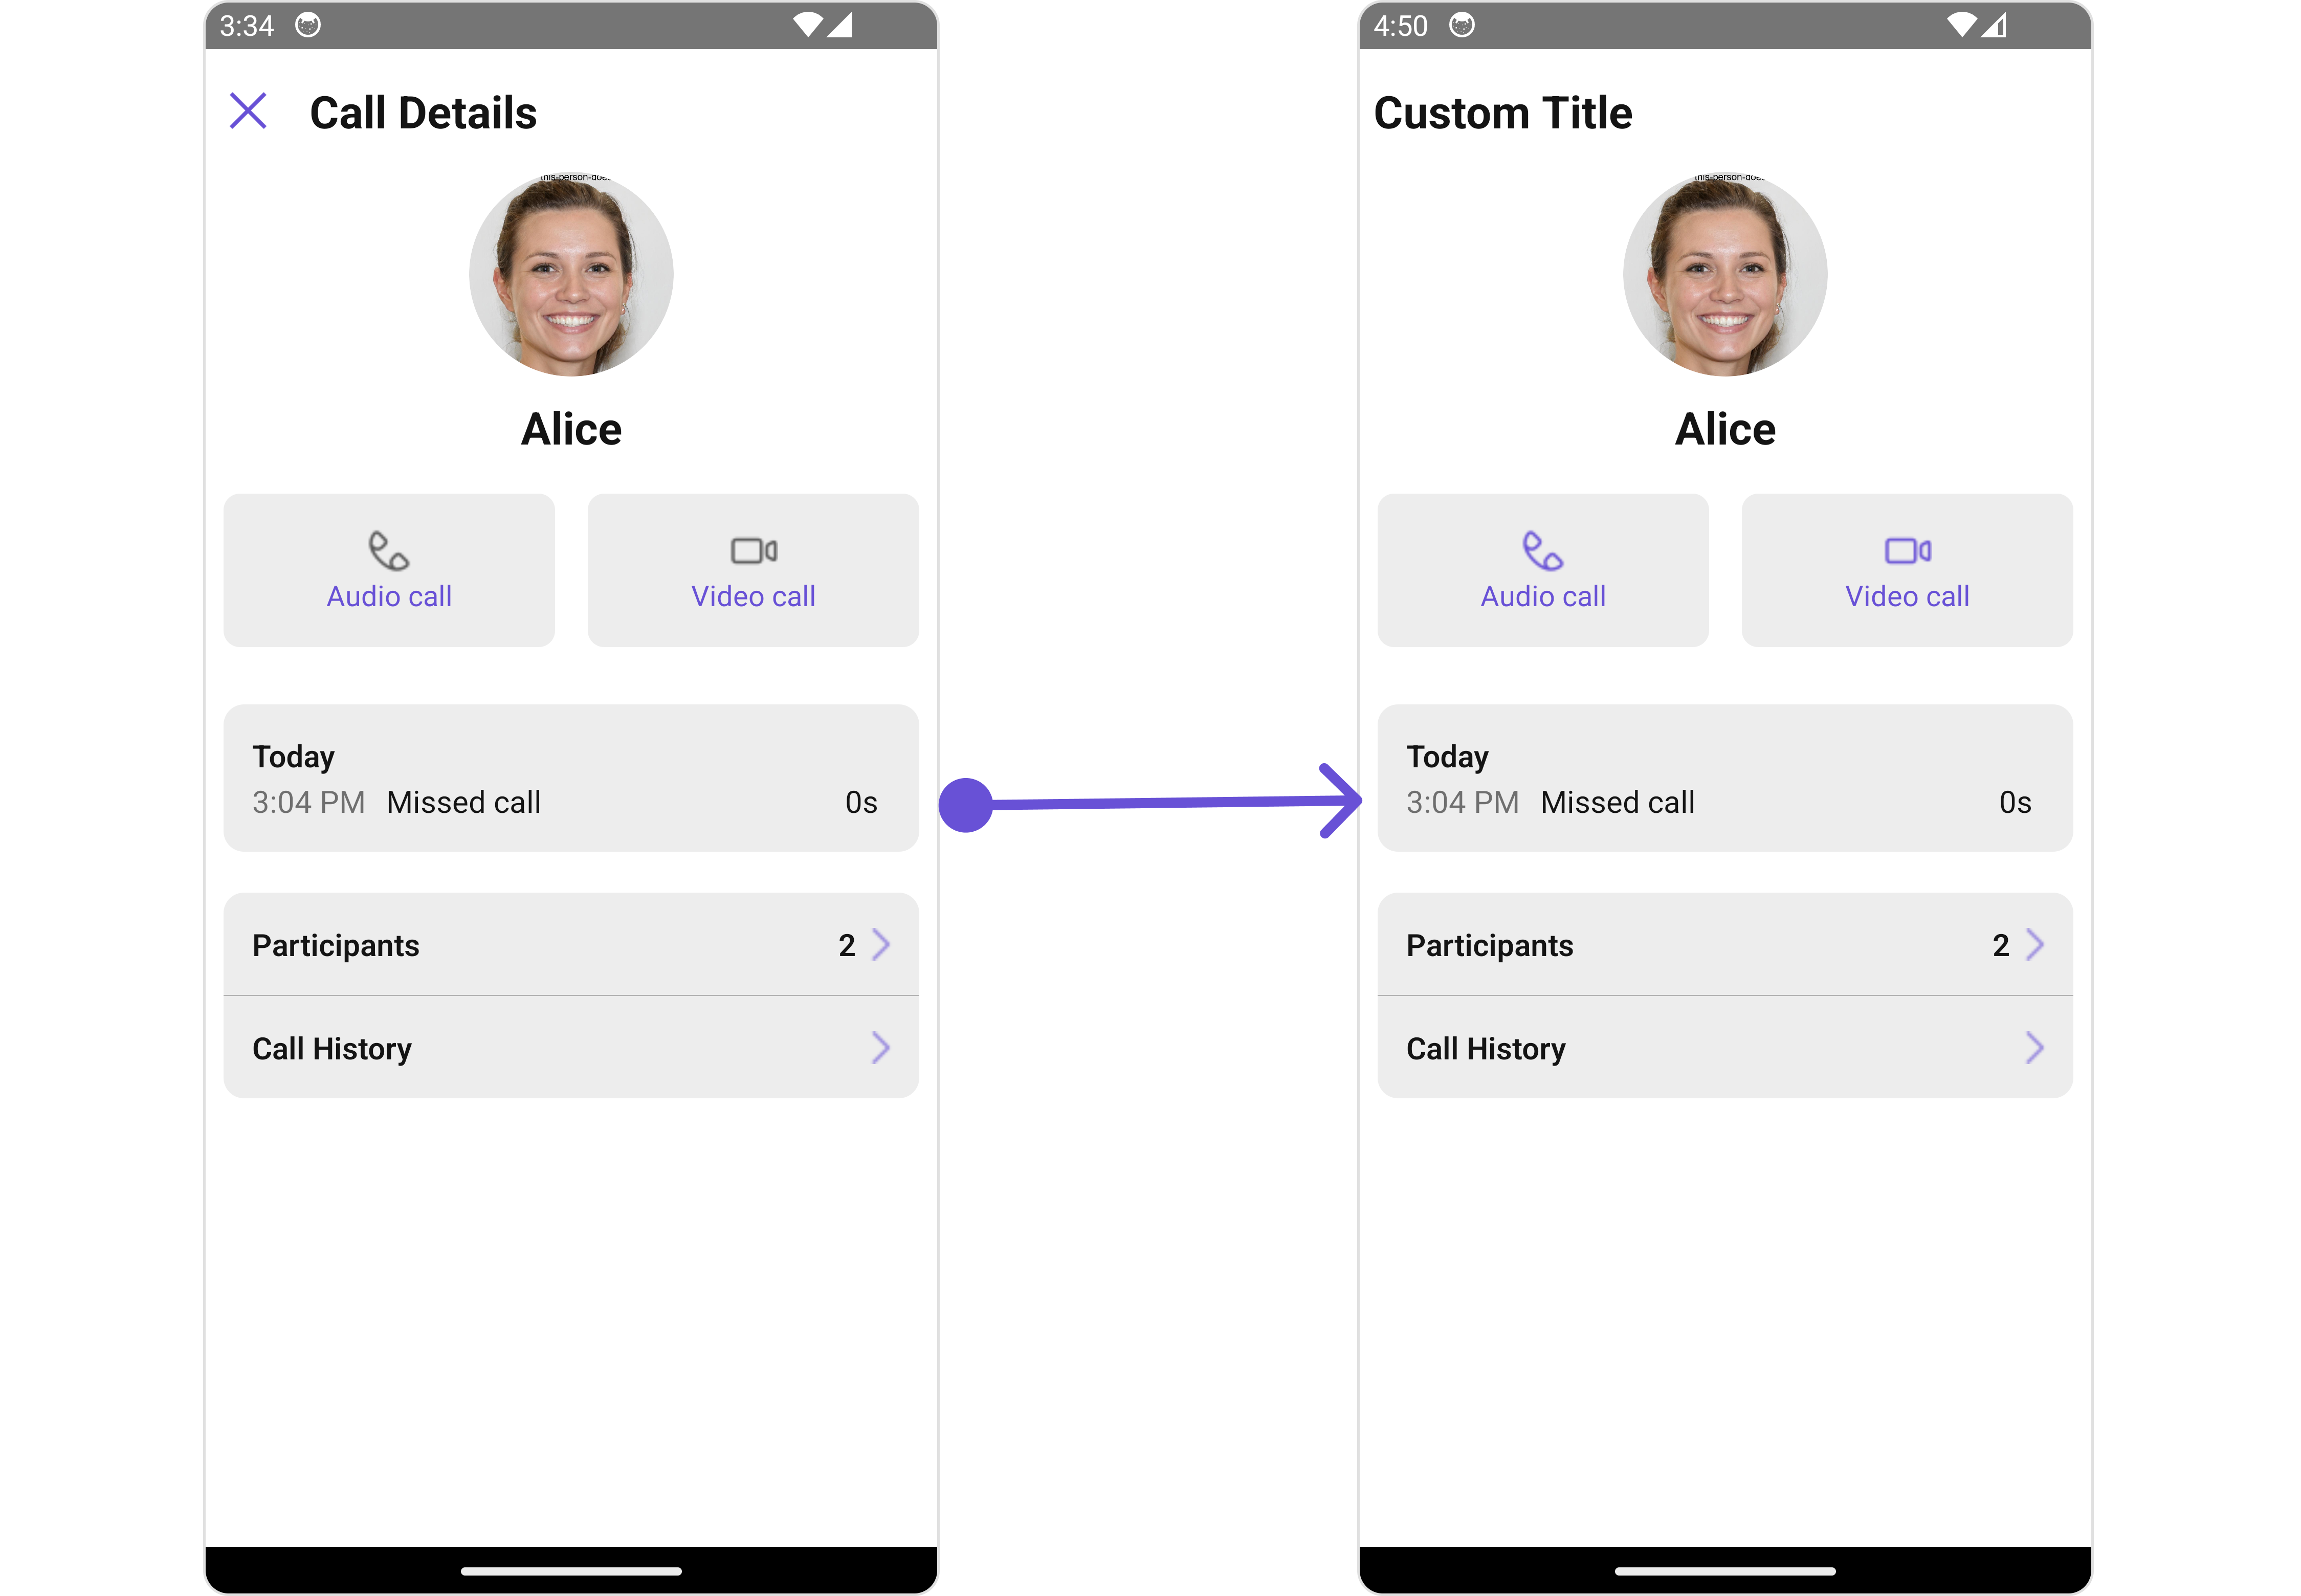 3:34
Call Details
Alice
Audio call
Video call
Today
3:04 PM Missed call 0s
Participants 2
Call History
4:50
Custom Title
Alice
Audio call
Video call
Today
3:04 PM Missed call 0s
Participants 2
Call History